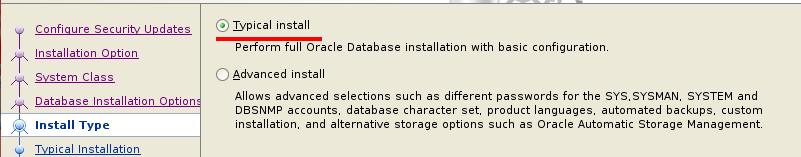 Configure Security Updates
Installation Option
System Class
Database Installation Options
Install Type
Typical Installation
Typical install
Perform full Oracle Database installation with basic configuration.
Advanced install
Allows advanced selections such as different passwords for the SYS,SYSMAN, SYSTEM and
DBSNMP accounts, database character set, product languages, automated backups, custom
installation, and alternative storage options such as Oracle Automatic Storage Management.